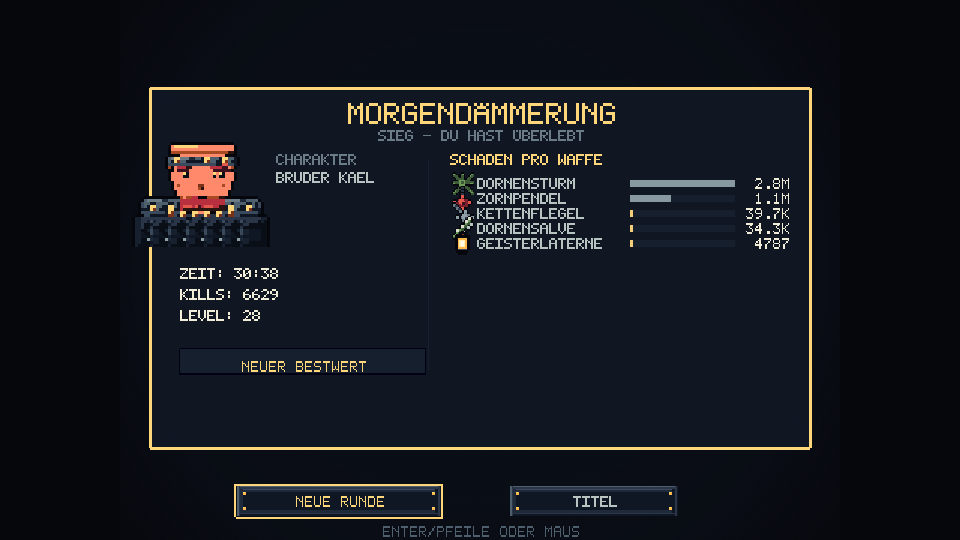 MORGENDÄMMERUNG
SIEG – DU HAST ÜBERLEBT
CHARAKTER
BRUDER KAEL
ZEIT: 30:38
KILLS: 6629
LEVEL: 28
NEUER BESTWERT
SCHADEN PRO WAFFE
DORNENSTURM 2.8M
ZORNPENDEL 1.1M
KETTENFLEGEL 39.7K
DORNENSALVE 34.3K
GEISTERLATERNE 4787
NEUE RUNDE
TITEL
ENTER/PFEILE ODER MAUS